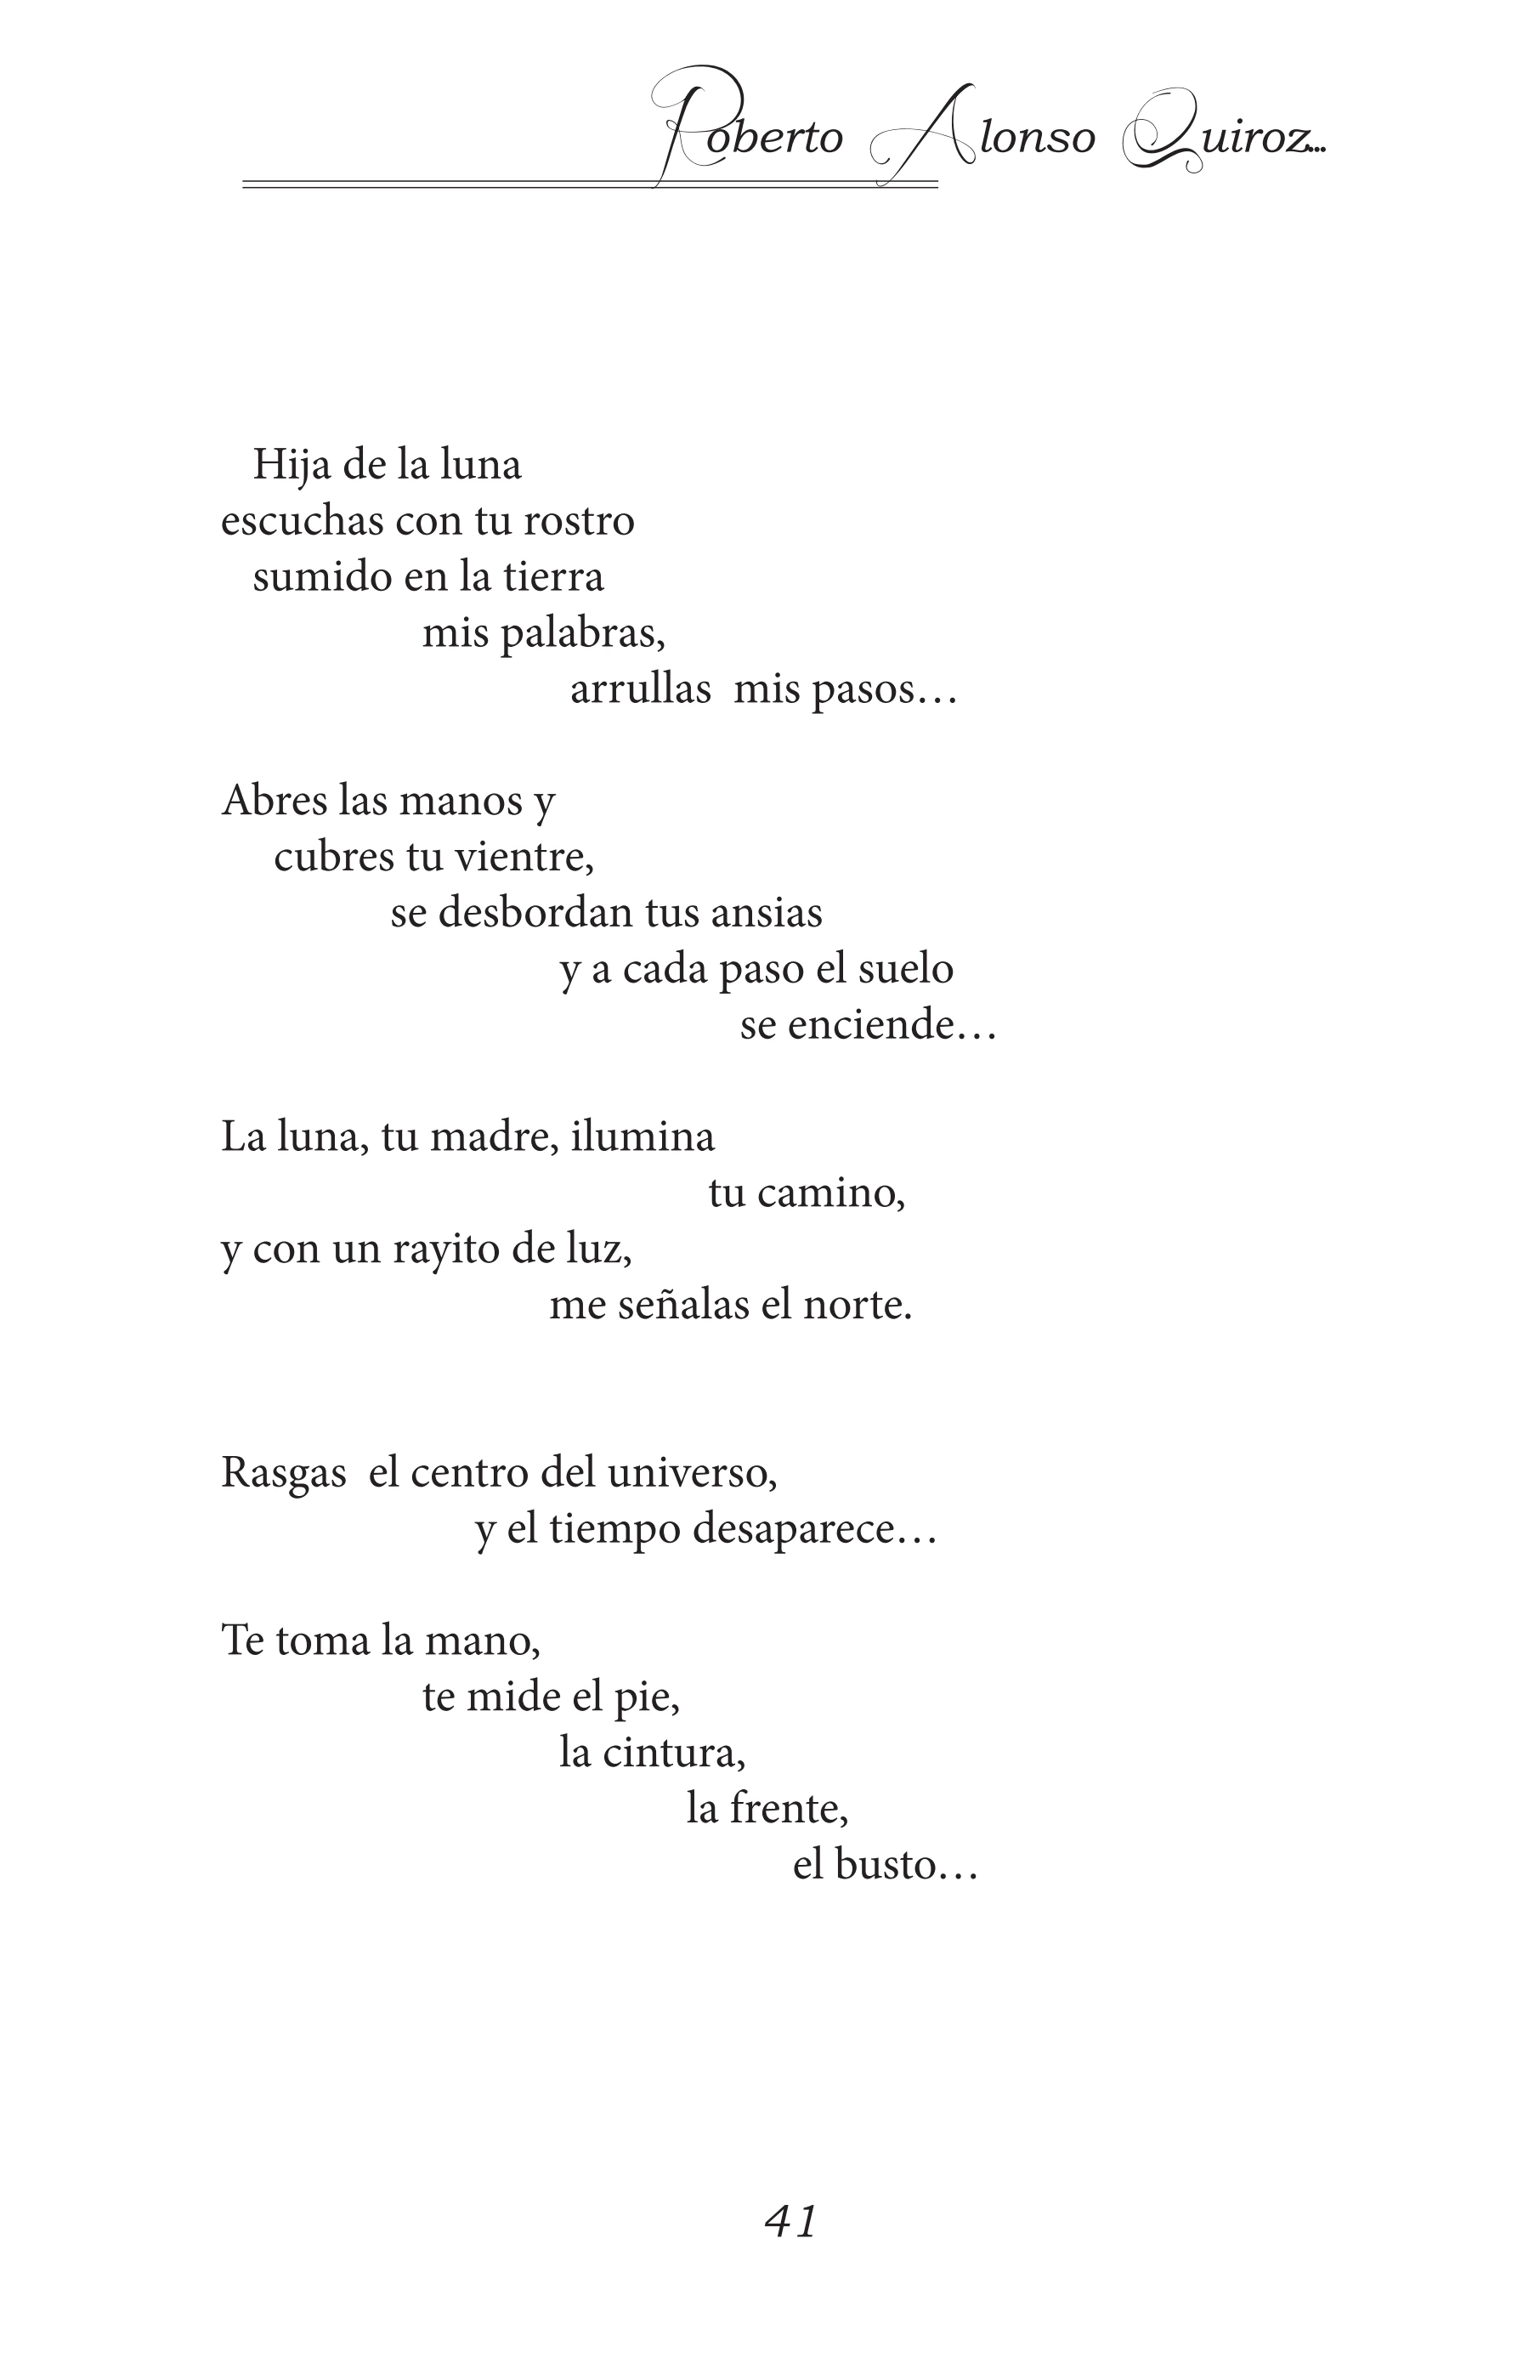 Roberto Alonso Quiroz...
Hija de la luna
escuchas con tu rostro
sumido en la tierra
mis palabras,
arrullas  mis pasos…
Abres las manos y
cubres tu vientre,
se desbordan tus ansias
y a cada paso el suelo
se enciende…
La luna, tu madre, ilumina
tu camino,
y con un rayito de luz,
me señalas el norte.
Rasgas  el centro del universo,
y el tiempo desaparece…
Te toma la mano,
te mide el pie,
la cintura,
la frente,
el busto…
41